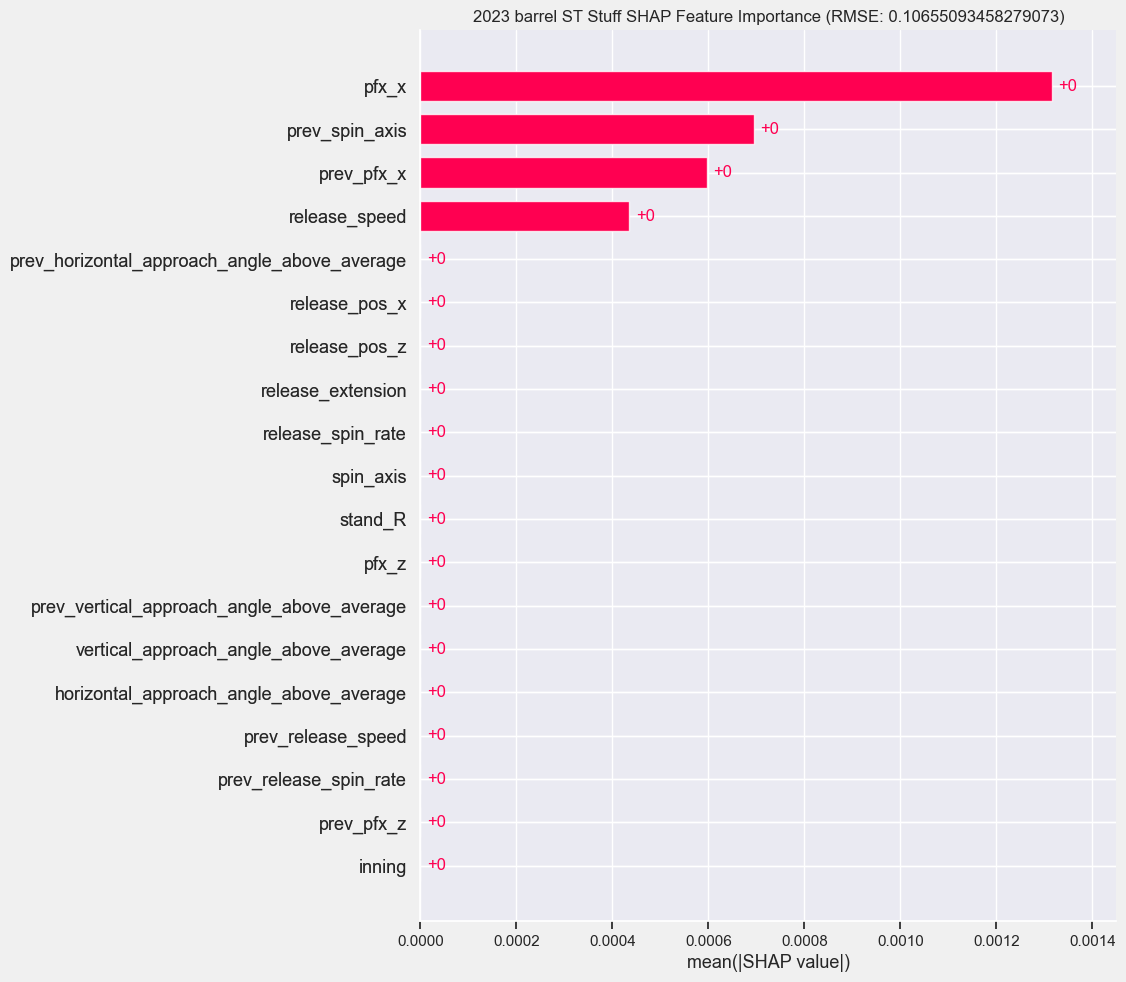 2023 barrel ST Stuff SHAP Feature Importance (RMSE: 0.10655093458279073)
pfx_x +0
prev_spin_axis +0
prev_pfx_x +0
release_speed +0
prev_horizontal_approach_angle_above_average +0
release_pos_x +0
release_pos_z +0
release_extension +0
release_spin_rate +0
spin_axis +0
stand_R +0
pfx_z +0
prev_vertical_approach_angle_above_average +0
vertical_approach_angle_above_average +0
horizontal_approach_angle_above_average +0
prev_release_speed +0
prev_release_spin_rate +0
prev_pfx_z +0
inning +0
0.0000 0.0002 0.0004 0.0006 0.0008 0.0010 0.0012 0.0014
mean(|SHAP value|)